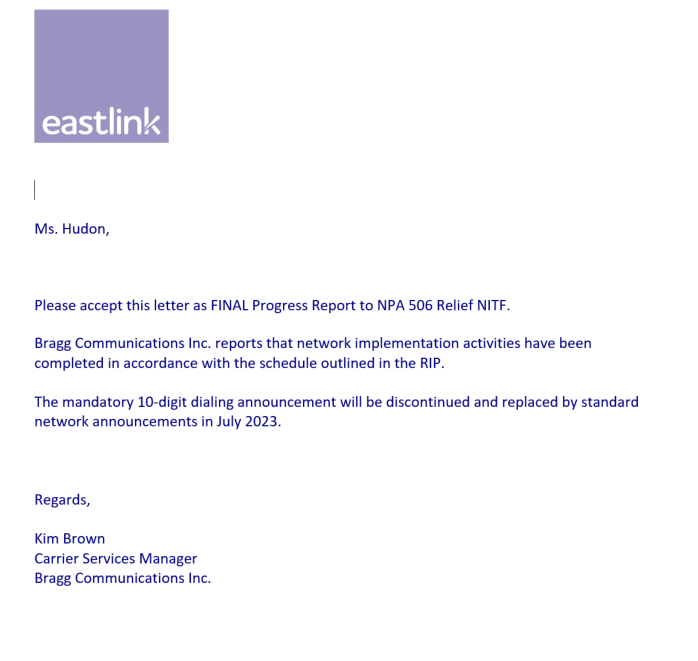 eastlink
Ms. Hudon,
Please accept this letter as FINAL Progress Report to NPA 506 Relief NITF.
Bragg Communications Inc. reports that network implementation activities have been
completed in accordance with the schedule outlined in the RIP.
The mandatory 10-digit dialing announcement will be discontinued and replaced by standard
network announcements in July 2023.
Regards,
Kim Brown
Carrier Services Manager
Bragg Communications Inc.